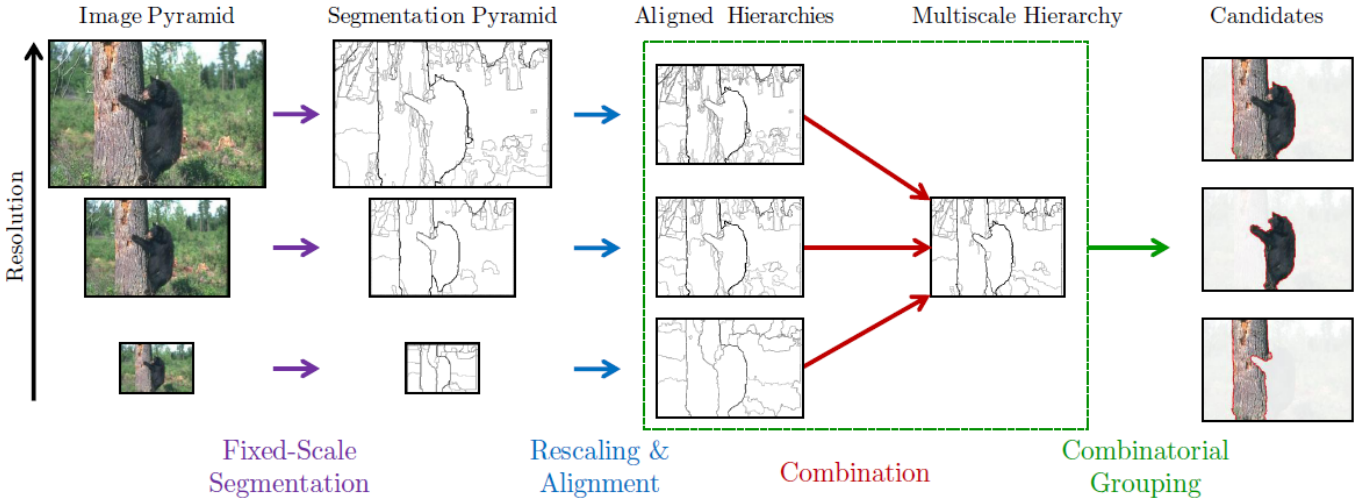 Image Pyramid
Segmentation Pyramid
Aligned Hierarchies
Multiscale Hierarchy
Candidates
Resolution
Fixed-Scale
Segmentation
Rescaling &
Alignment
Combination
Combinatorial
Grouping